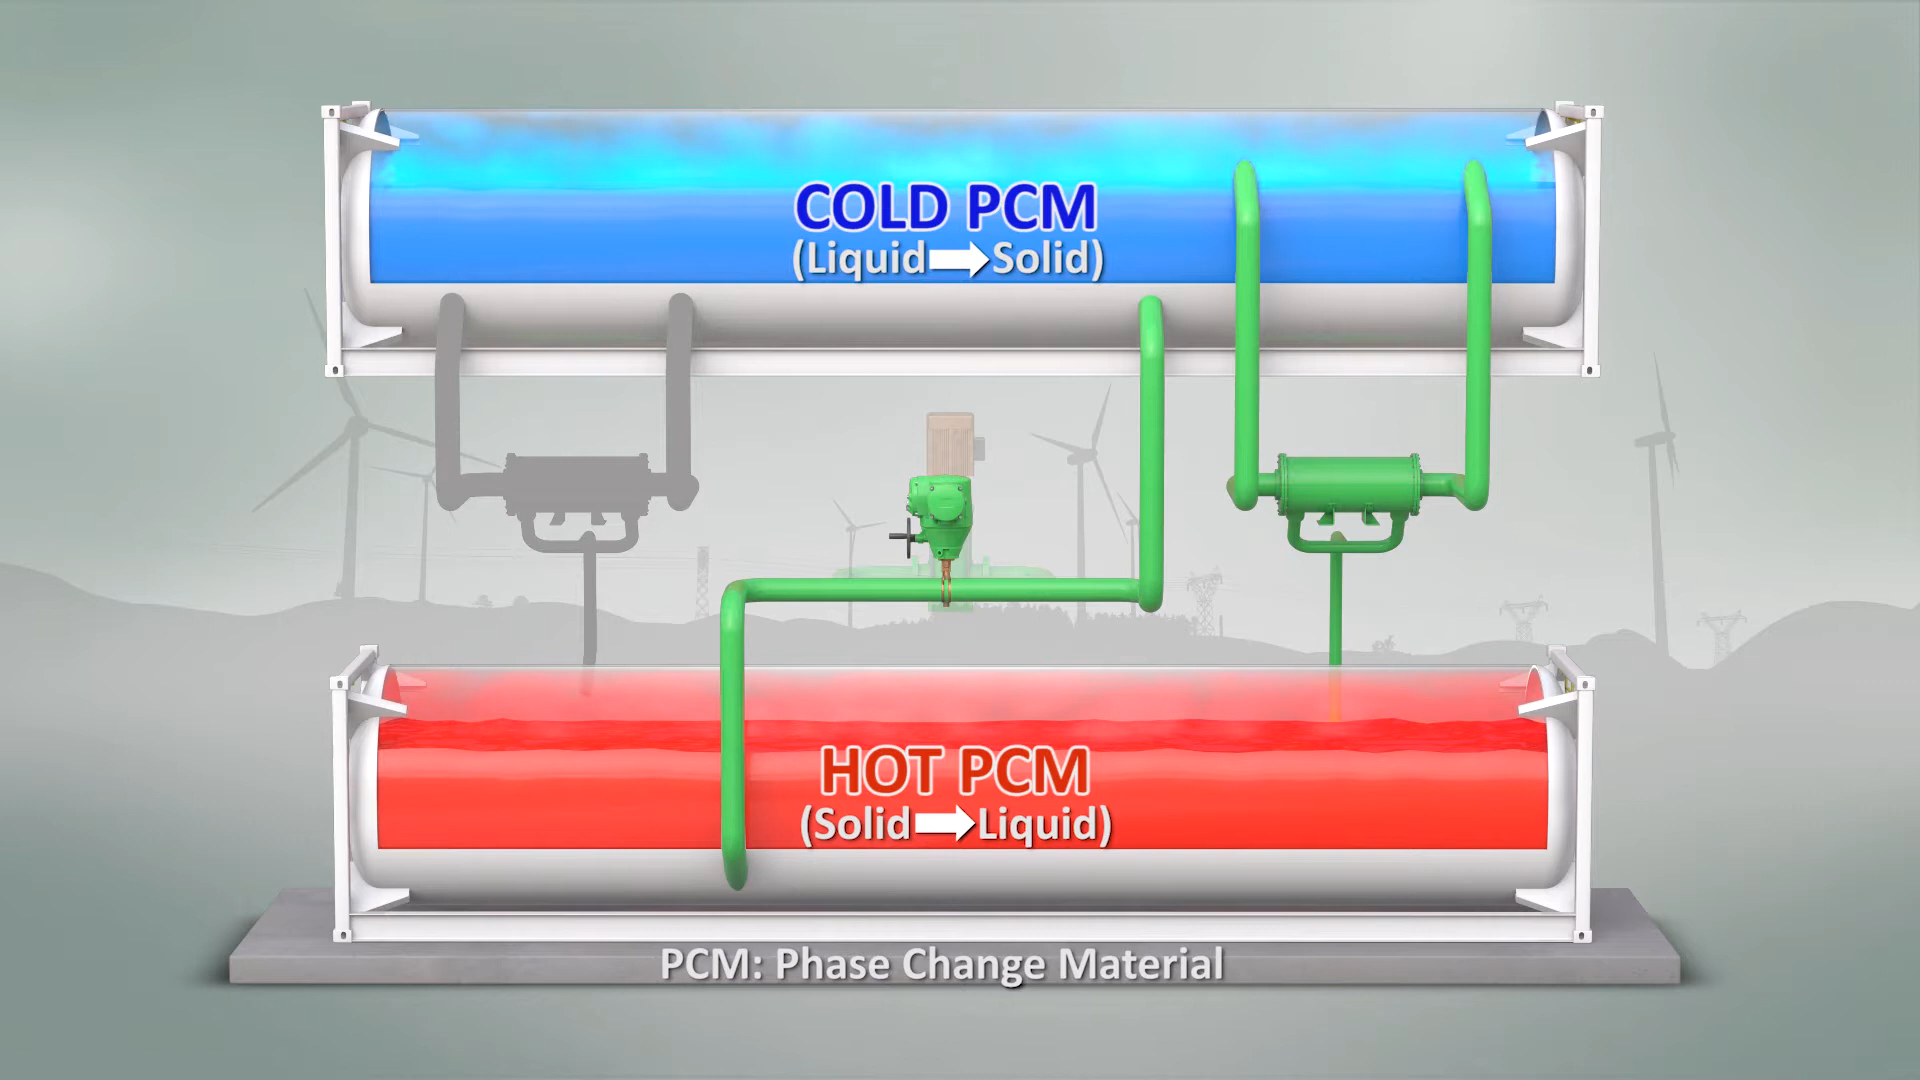 COLD PCM
(Liquid➡Solid)
HOT PCM
(Solid➡Liquid)
PCM: Phase Change Material